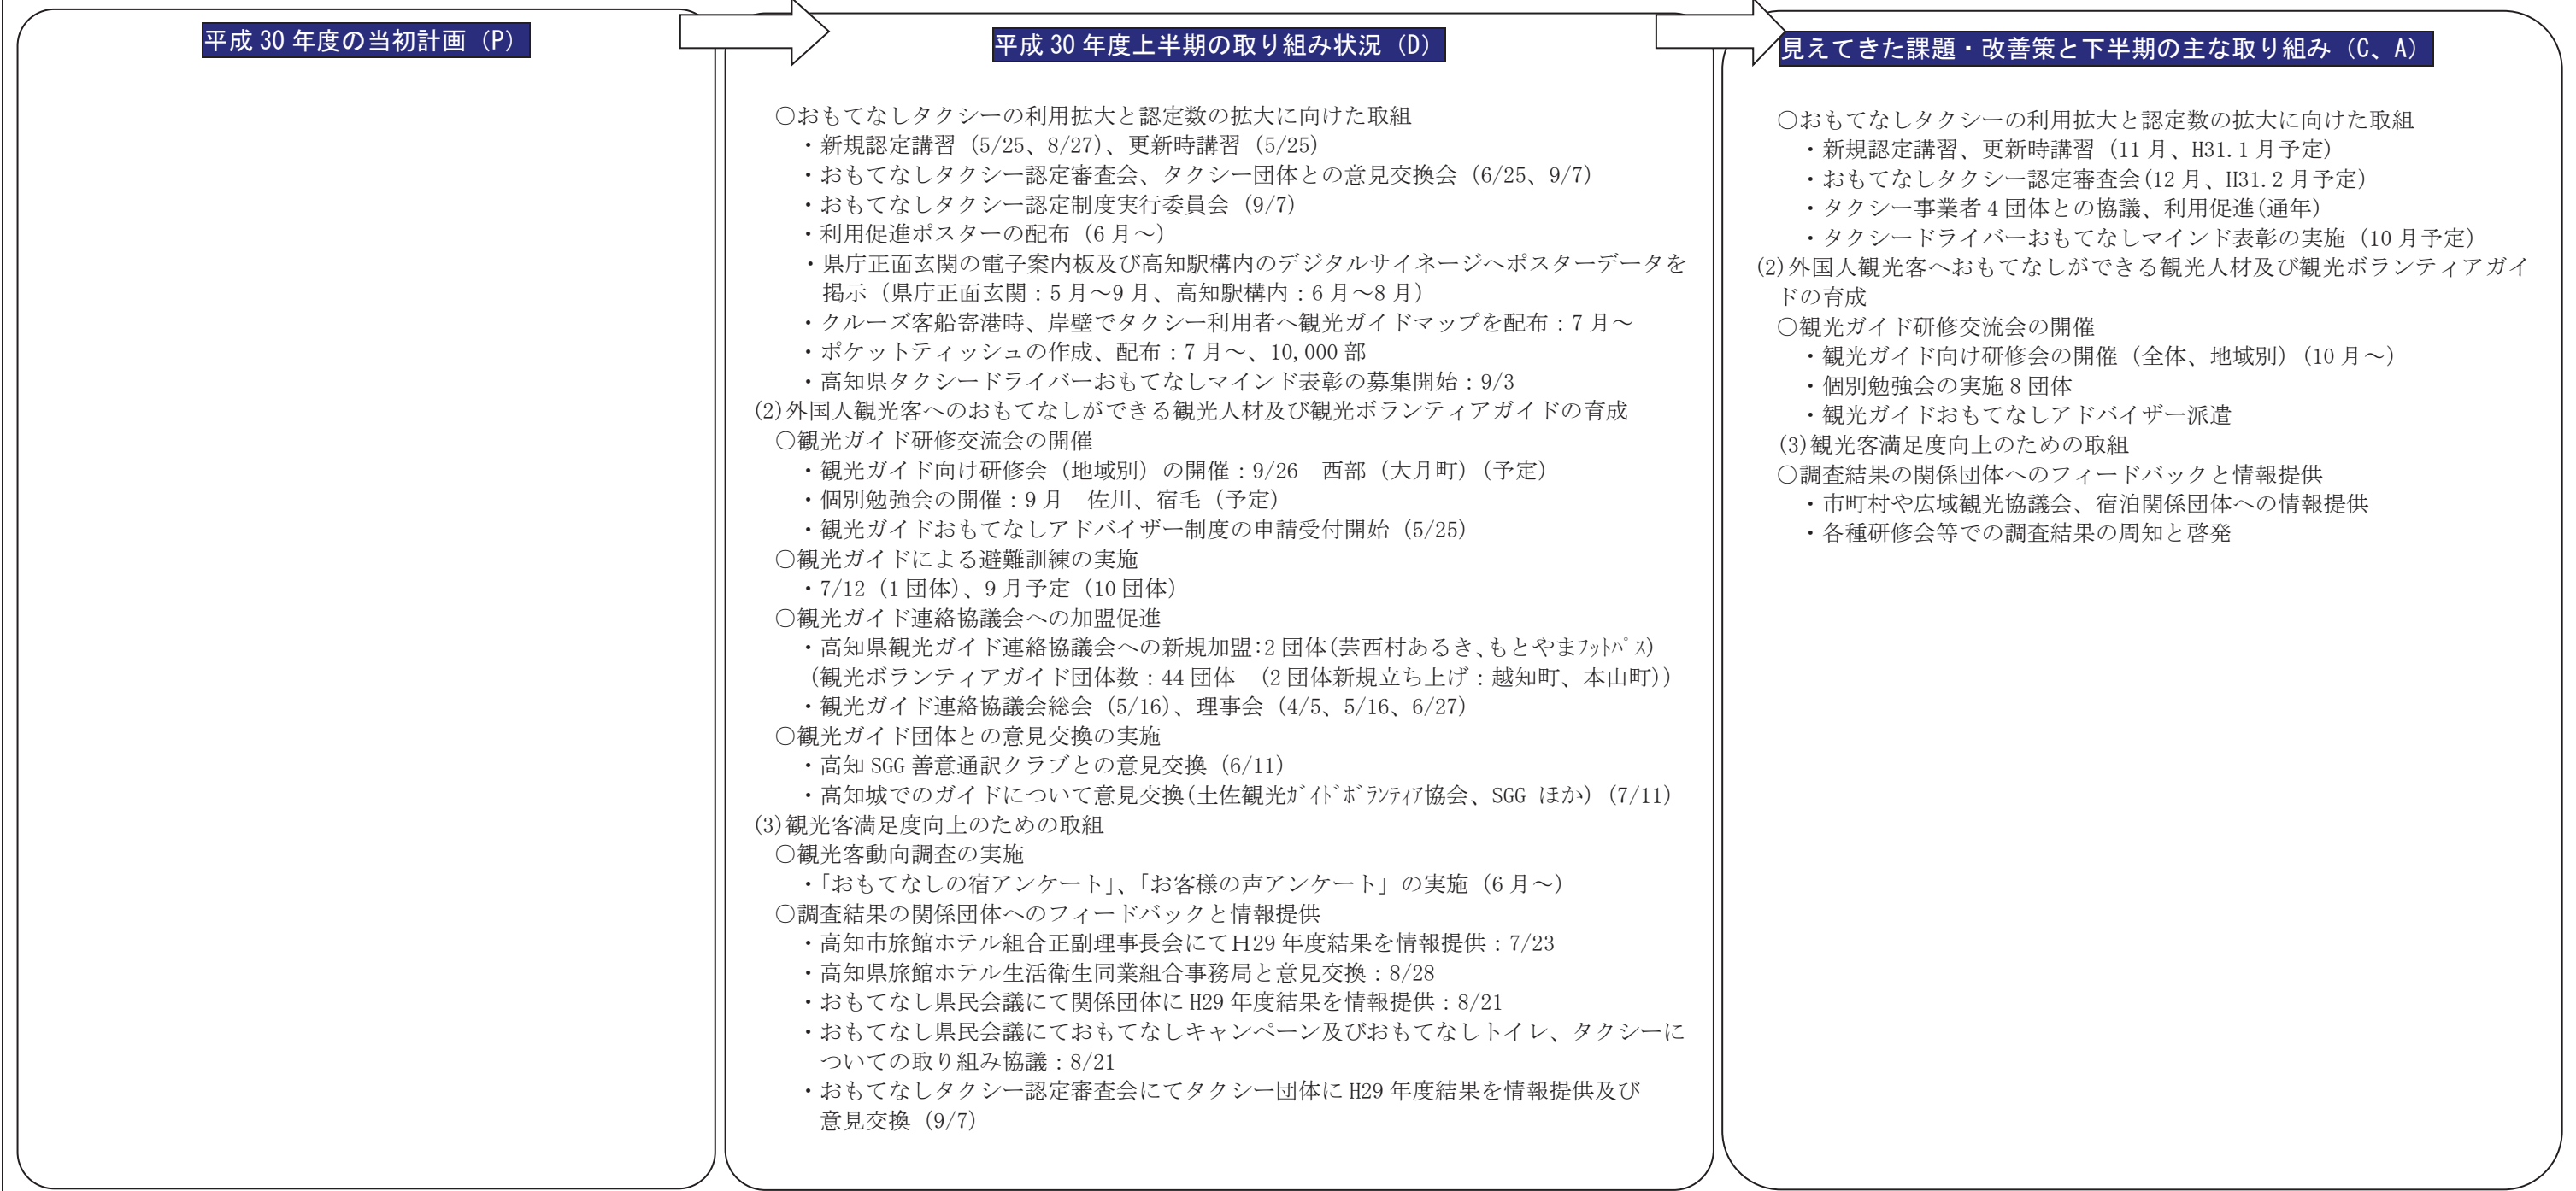 平成30年度の当初計画（P）
平成30年度上半期の取り組み状況（D）
○おもてなしタクシーの利用拡大と認定数の拡大に向けた取組
・新規認定講習（5/25、8/27）、更新時講習（5/25）
・おもてなしタクシー認定審査会、タクシー団体との意見交換会（6/25、9/7）
・おもてなしタクシー認定制度実行委員会（9/7）
・利用促進ポスターの配布（6月～）
・県庁正面玄関の電子案内板及び高知駅構内のデジタルサイネージへポスターデータを
掲示（県庁正面玄関：5月～9月、高知駅構内：6月～8月）
・クルーズ客船寄港時、岸壁でタクシー利用者へ観光ガイドマップを配布：7月～
・ポケットティッシュの作成、配布：7月～、10,000部
・高知県タクシードライバーおもてなしマインド表彰の募集開始：9/3
(2)外国人観光客へのおもてなしができる観光人材及び観光ボランティアガイドの育成
○観光ガイド研修交流会の開催
・観光ガイド向け研修会（地域別）の開催：9/26　西部（大月町）（予定）
・個別勉強会の開催：9月　佐川、宿毛（予定）
・観光ガイドおもてなしアドバイザー制度の申請受付開始（5/25）
○観光ガイドによる避難訓練の実施
・7/12（1団体）、9月予定（10団体）
○観光ガイド連絡協議会への加盟促進
・高知県観光ガイド連絡協議会への新規加盟:2団体(芸西村あるき、もとやまﾌｯﾄﾊﾟｽ)
（観光ボランティアガイド団体数：44団体　（2団体新規立ち上げ：越知町、本山町））
・観光ガイド連絡協議会総会（5/16）、理事会（4/5、5/16、6/27）
○観光ガイド団体との意見交換の実施
・高知SGG善意通訳クラブとの意見交換（6/11）
・高知城でのガイドについて意見交換(土佐観光ｶﾞｲﾄﾞﾎﾞﾗﾝﾃｨｱ協会、SGG ほか)（7/11）
(3)観光客満足度向上のための取組
○観光客動向調査の実施
・「おもてなしの宿アンケート」、「お客様の声アンケート」の実施（6月～）
○調査結果の関係団体へのフィードバックと情報提供
・高知市旅館ホテル組合正副理事長会にてＨ29年度結果を情報提供：7/23
・高知県旅館ホテル生活衛生同業組合事務局と意見交換：8/28
・おもてなし県民会議にて関係団体にH29年度結果を情報提供：8/21
・おもてなし県民会議にておもてなしキャンペーン及びおもてなしトイレ、タクシーに
ついての取り組み協議：8/21
・おもてなしタクシー認定審査会にてタクシー団体にH29年度結果を情報提供及び
意見交換（9/7）
見えてきた課題・改善策と下半期の主な取り組み（C、A）
○おもてなしタクシーの利用拡大と認定数の拡大に向けた取組
・新規認定講習、更新時講習（11月、H31.1月予定）
・おもてなしタクシー認定審査会(12月、H31.2月予定)
・タクシー事業者4団体との協議、利用促進(通年)
・タクシードライバーおもてなしマインド表彰の実施（10月予定）
(2)外国人観光客へおもてなしができる観光人材及び観光ボランティアガイ
ドの育成
○観光ガイド研修交流会の開催
・観光ガイド向け研修会の開催（全体、地域別）（10月～）
・個別勉強会の実施8団体
・観光ガイドおもてなしアドバイザー派遣
(3)観光客満足度向上のための取組
○調査結果の関係団体へのフィードバックと情報提供
・市町村や広域観光協議会、宿泊関係団体への情報提供
・各種研修会等での調査結果の周知と啓発